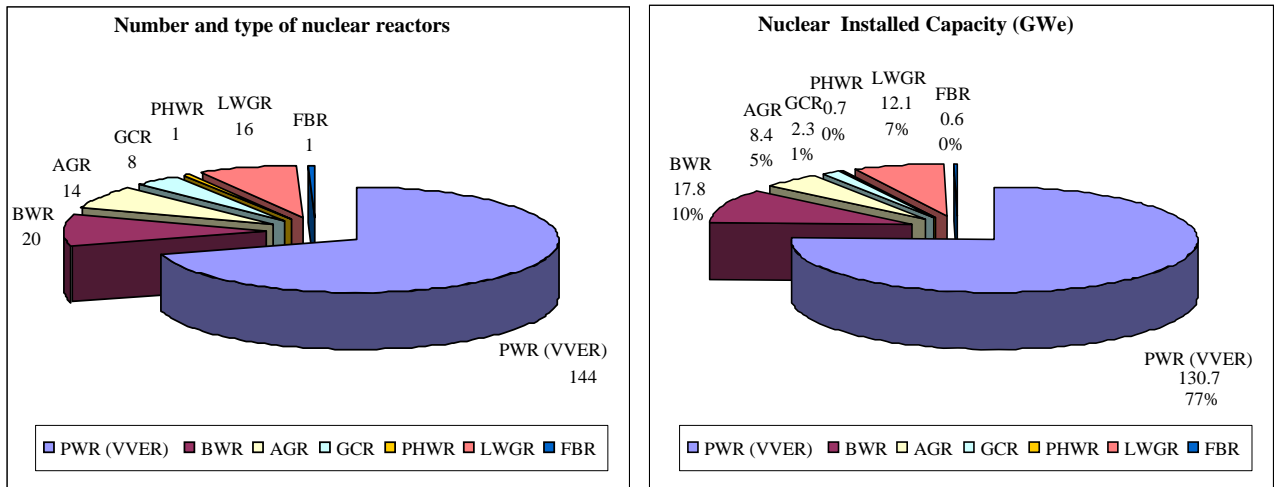 Number and type of nuclear reactors
PHWR
1
LWGR
16
FBR
1
GCR
8
AGR
14
BWR
20
PWR (VVER)
144
PWR (VVER) BWR AGR GCR PHWR LWGR FBR
Nuclear Installed Capacity (GWe)
PHWR
0.7
0%
LWGR
12.1
7%
FBR
0.6
0%
GCR
2.3
1%
AGR
8.4
5%
BWR
17.8
10%
PWR (VVER)
130.7
77%
PWR (VVER) BWR AGR GCR PHWR LWGR FBR